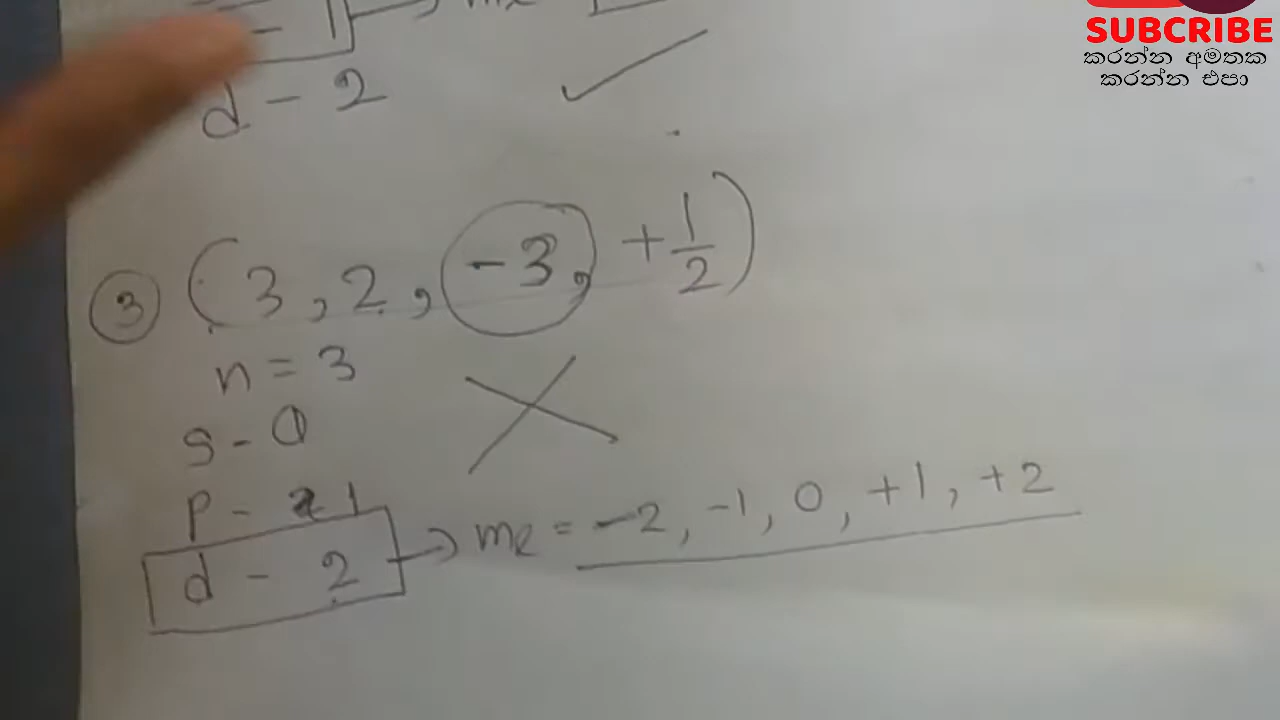 SUBCRIBE
කරන්න අමතක
කරන්න එපා
d - 2
③ (3, 2, -3, +1/2)
n = 3
s - 0
p - 1
d - 2 → ml = -2, -1, 0, +1, +2